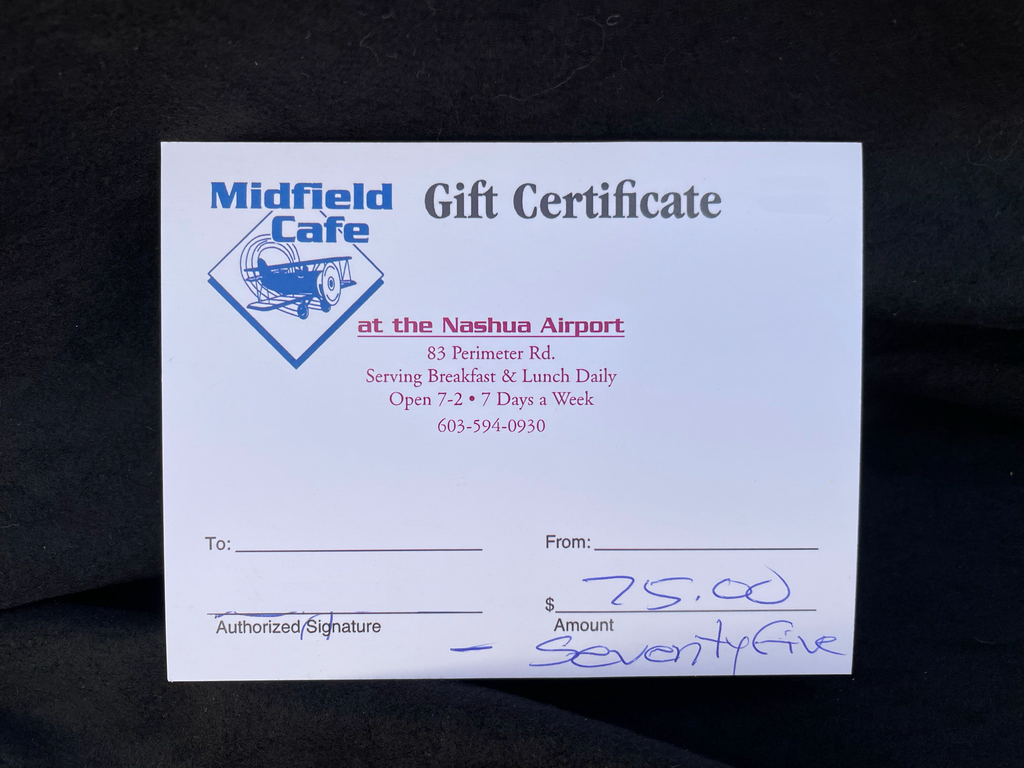 Midfield
Cafe
Gift Certificate
at the Nashua Airport
83 Perimeter Rd.
Serving Breakfast & Lunch Daily
Open 7-2 • 7 Days a Week
603-594-0930
To:
From:
$ 75.00
Authorized Signature
Amount
- Seventy Five